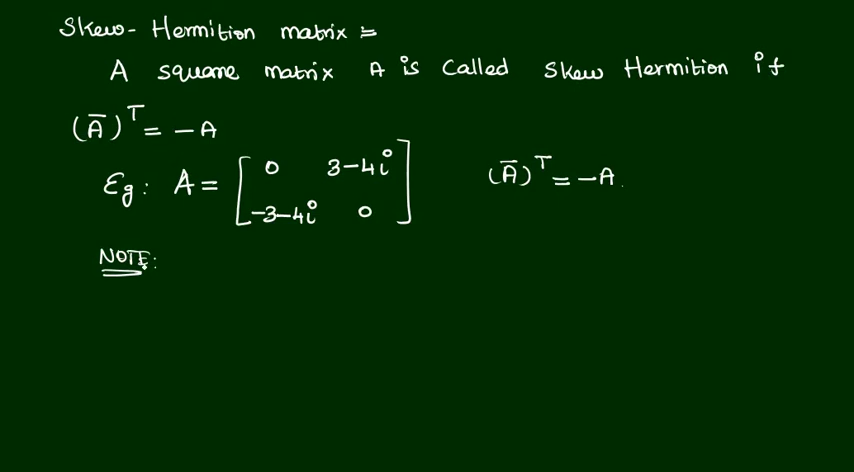 Skew-Hermition matrix =
A square matrix A is called skew Hermition if
(Ā)ᵀ = -A
Eg: A = [ 0 3-4i (Ā)ᵀ = -A.
-3-4i 0 ]
NOTE: